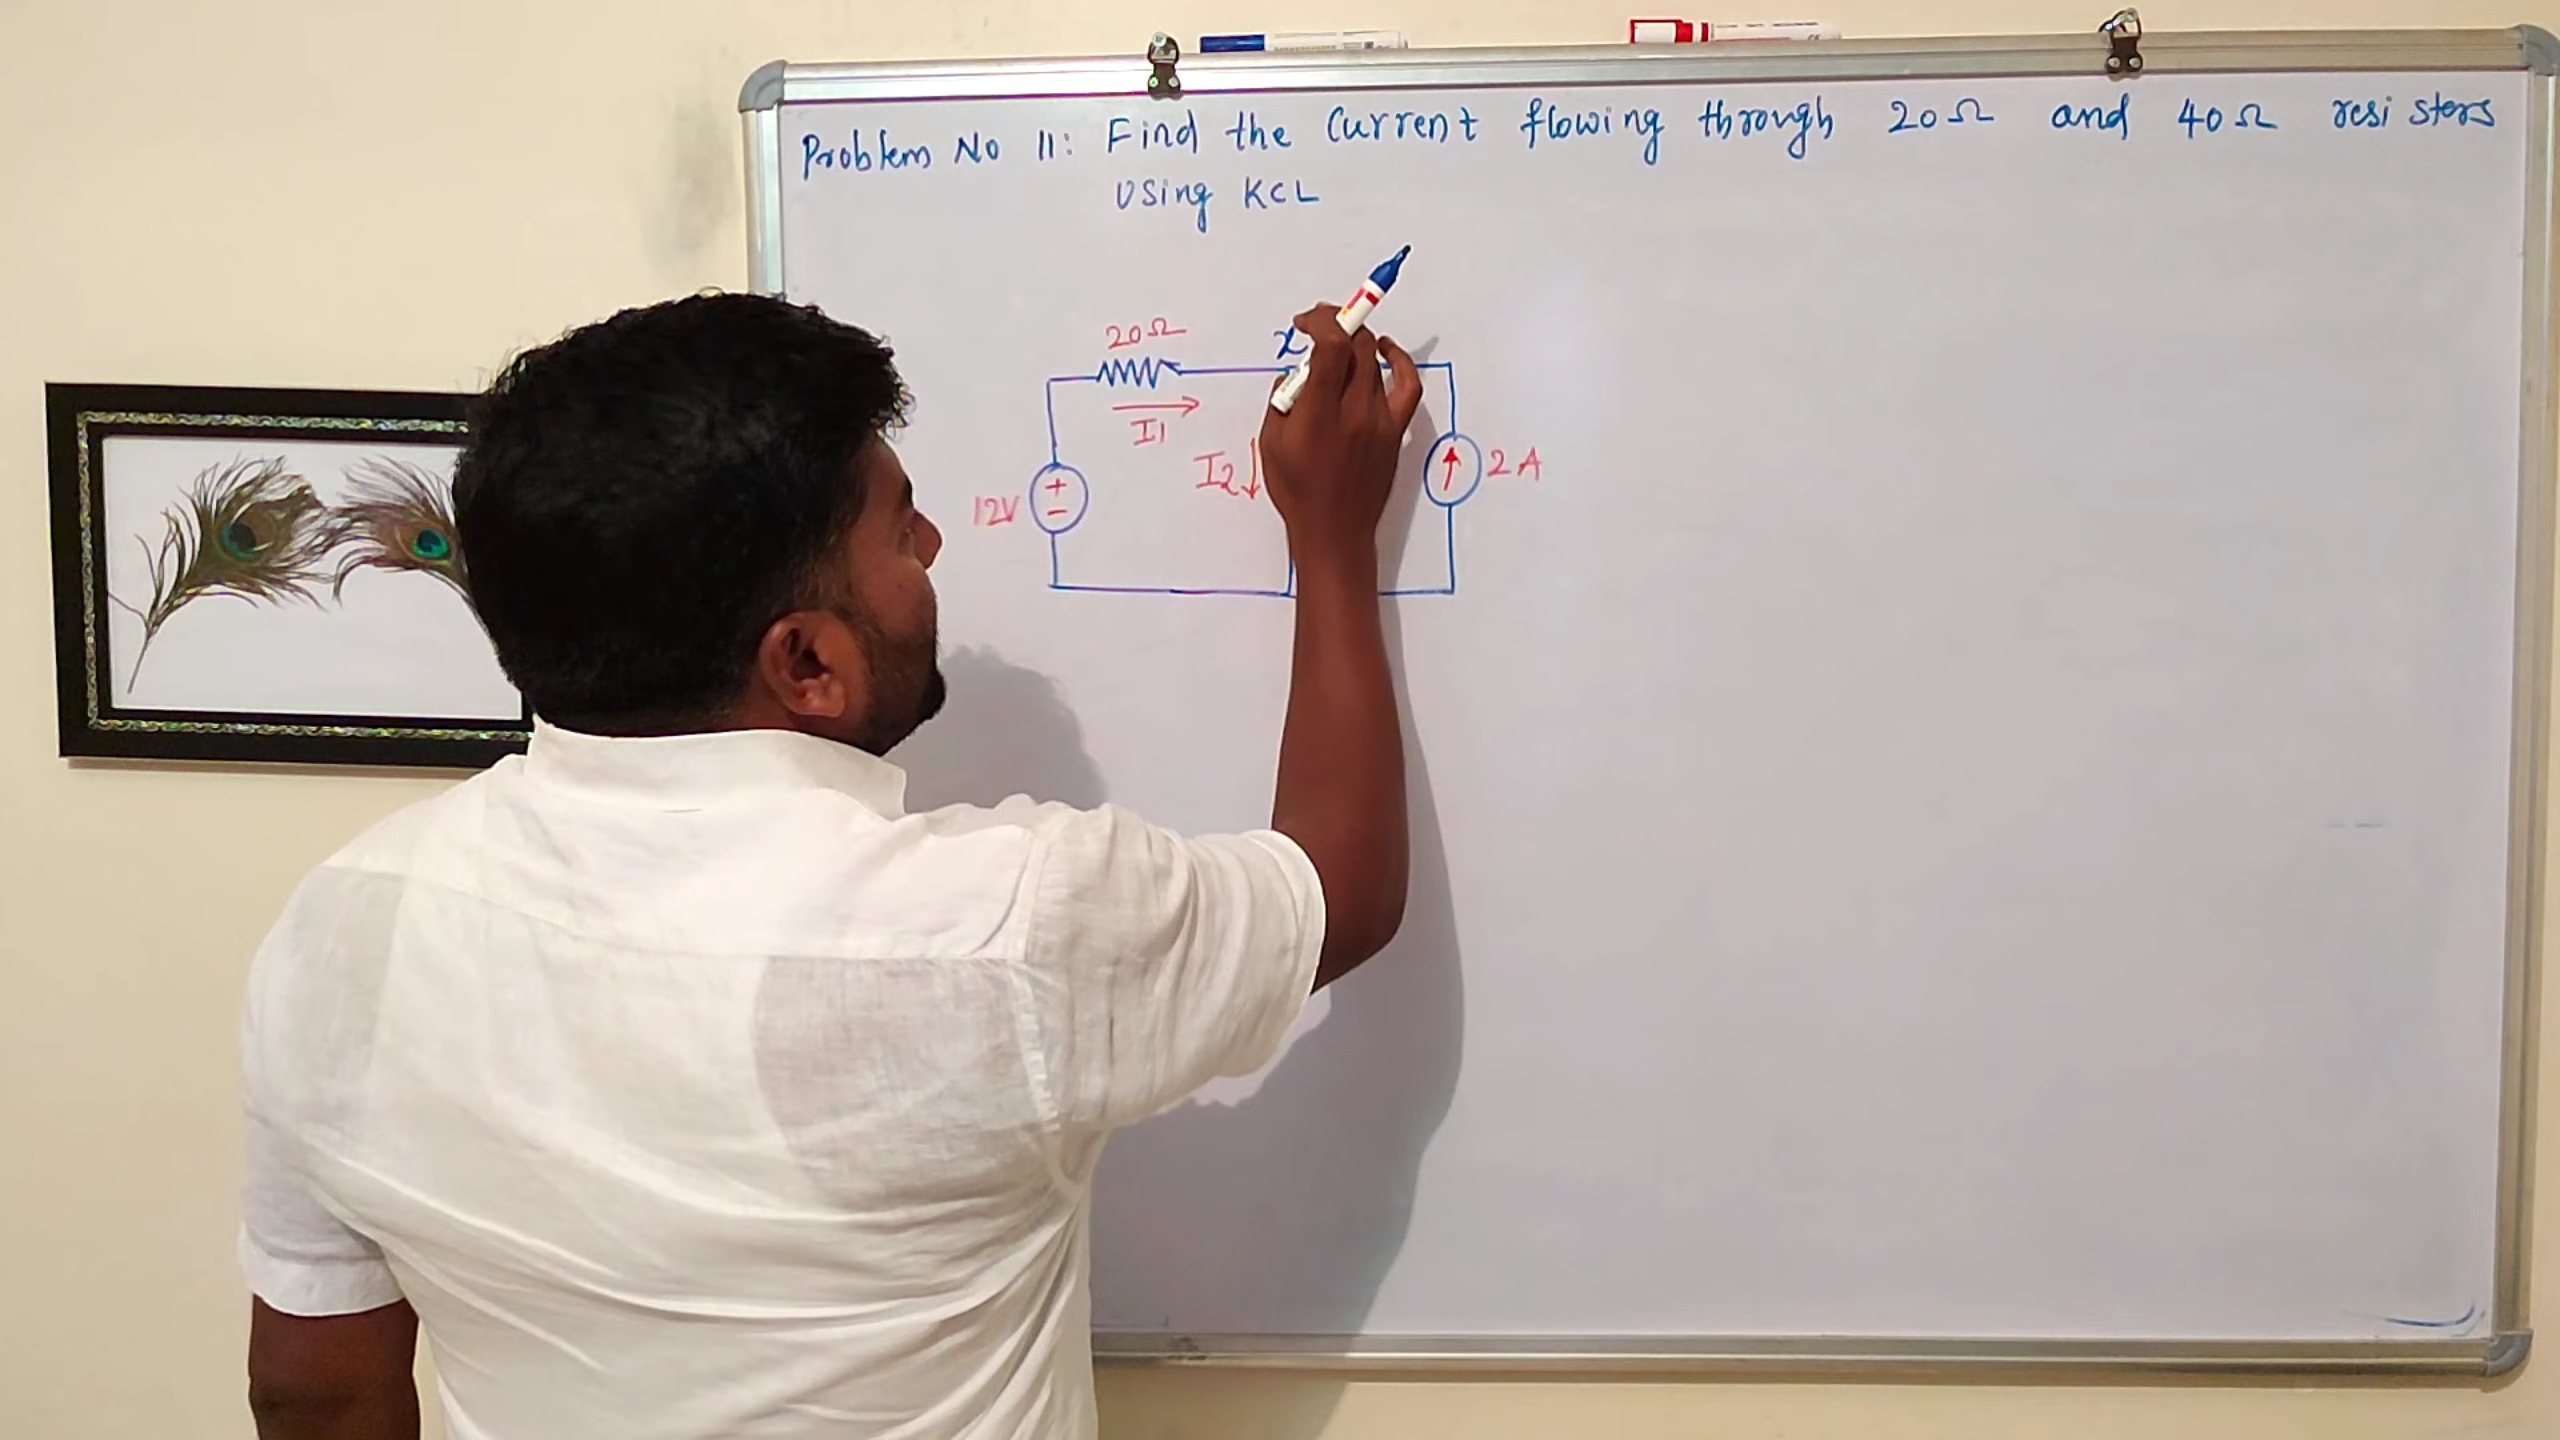 Problem No 11: Find the Current flowing through 20Ω and 40Ω resistors
Using KCL
20Ω
x
I1
I2
2A
+
-
12V